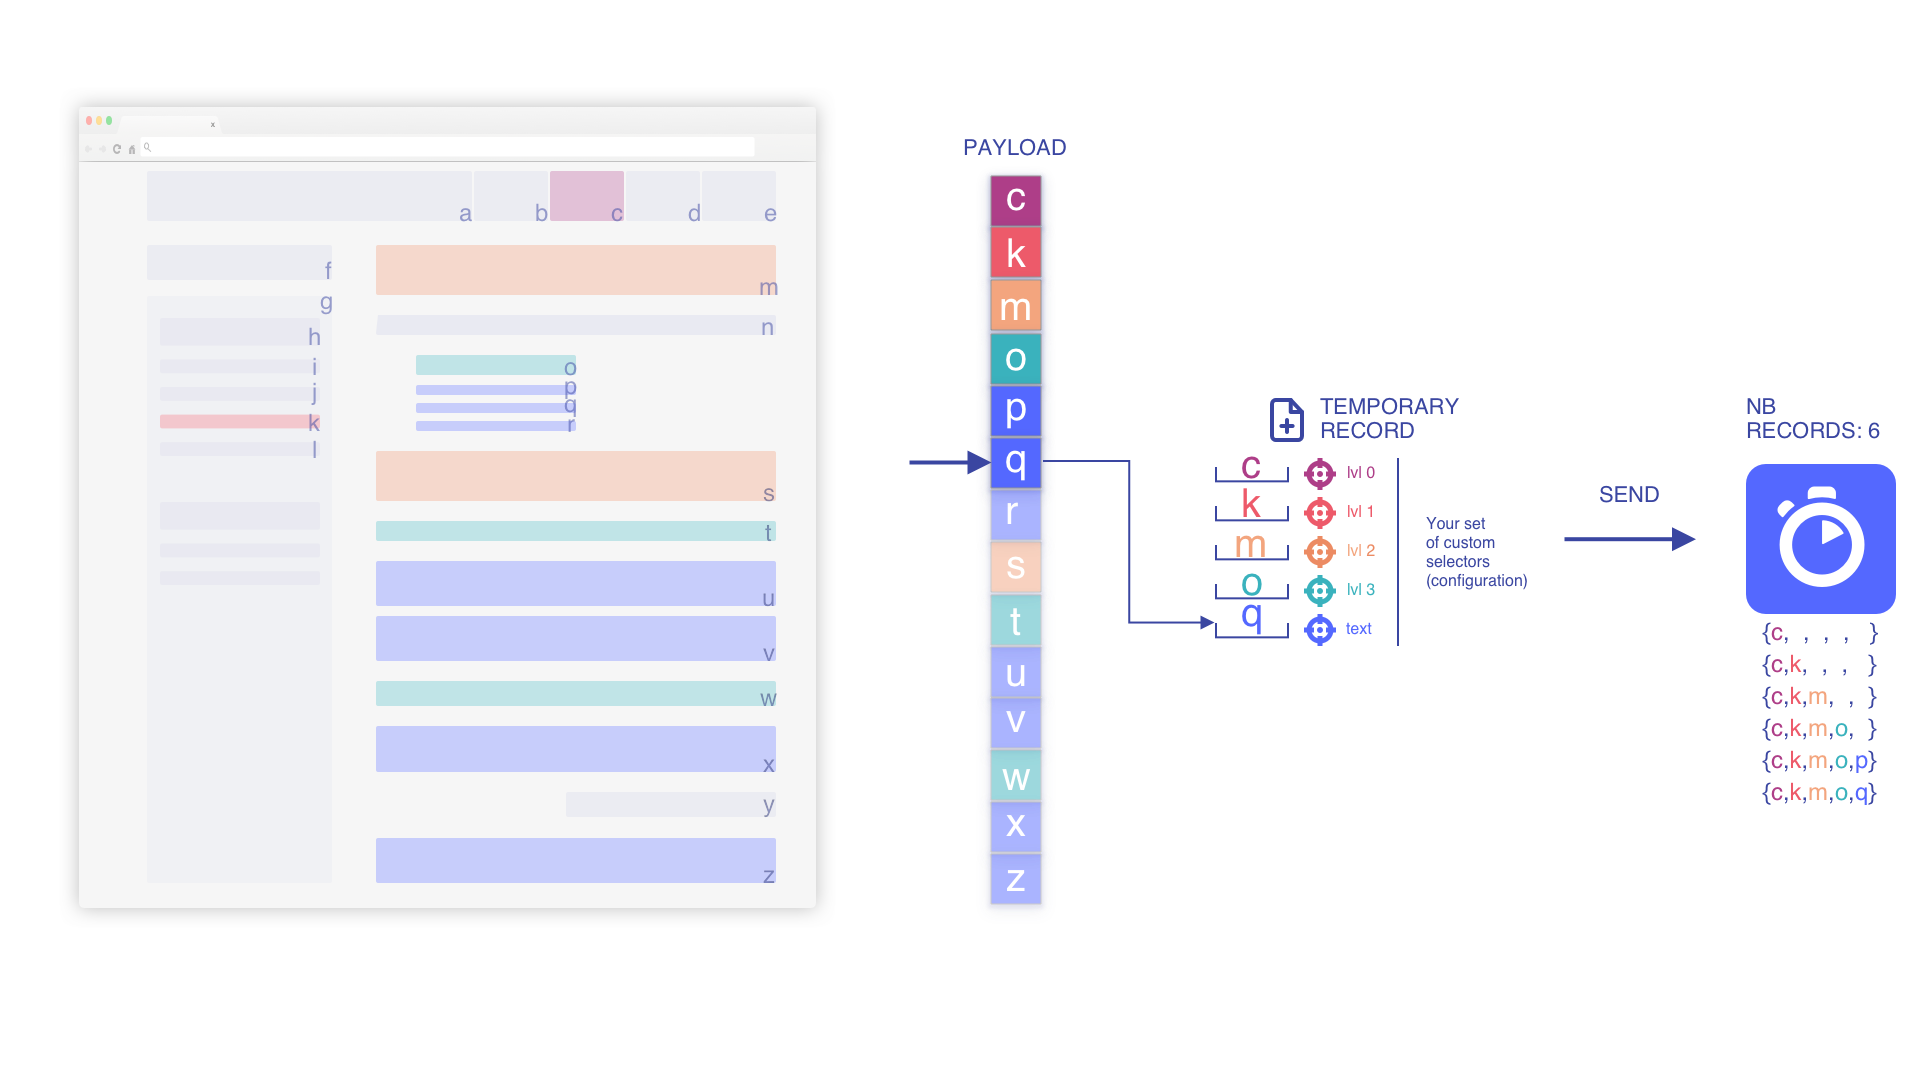 x
a
b
c
d
e
f
g
h
i
j
k
l
m
n
o
p
q
r
s
t
u
v
w
x
y
z
PAYLOAD
c
k
m
o
p
q
r
s
t
u
v
w
x
z
TEMPORARY
RECORD
c lvl 0
k lvl 1
m lvl 2
o lvl 3
q text
Your set
of custom
selectors
(configuration)
SEND
NB
RECORDS: 6
{c, , , , }
{c,k, , , }
{c,k,m, , }
{c,k,m,o, }
{c,k,m,o,p}
{c,k,m,o,q}